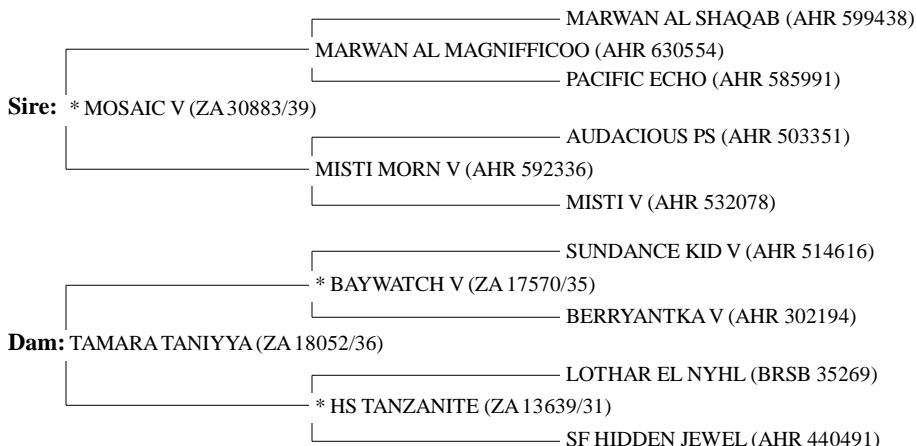 MARWAN AL SHAQAB (AHR 599438)
MARWAN AL MAGNIFFICOO (AHR 630554)
PACIFIC ECHO (AHR 585991)
Sire: * MOSAIC V (ZA 30883/39)
AUDACIOUS PS (AHR 503351)
MISTI MORN V (AHR 592336)
MISTI V (AHR 532078)
SUNDANCE KID V (AHR 514616)
* BAYWATCH V (ZA 17570/35)
BERRYANTKA V (AHR 302194)
Dam: TAMARA TANIYYA (ZA 18052/36)
LOTHAR EL NYHL (BRSB 35269)
* HS TANZANITE (ZA 13639/31)
SF HIDDEN JEWEL (AHR 440491)